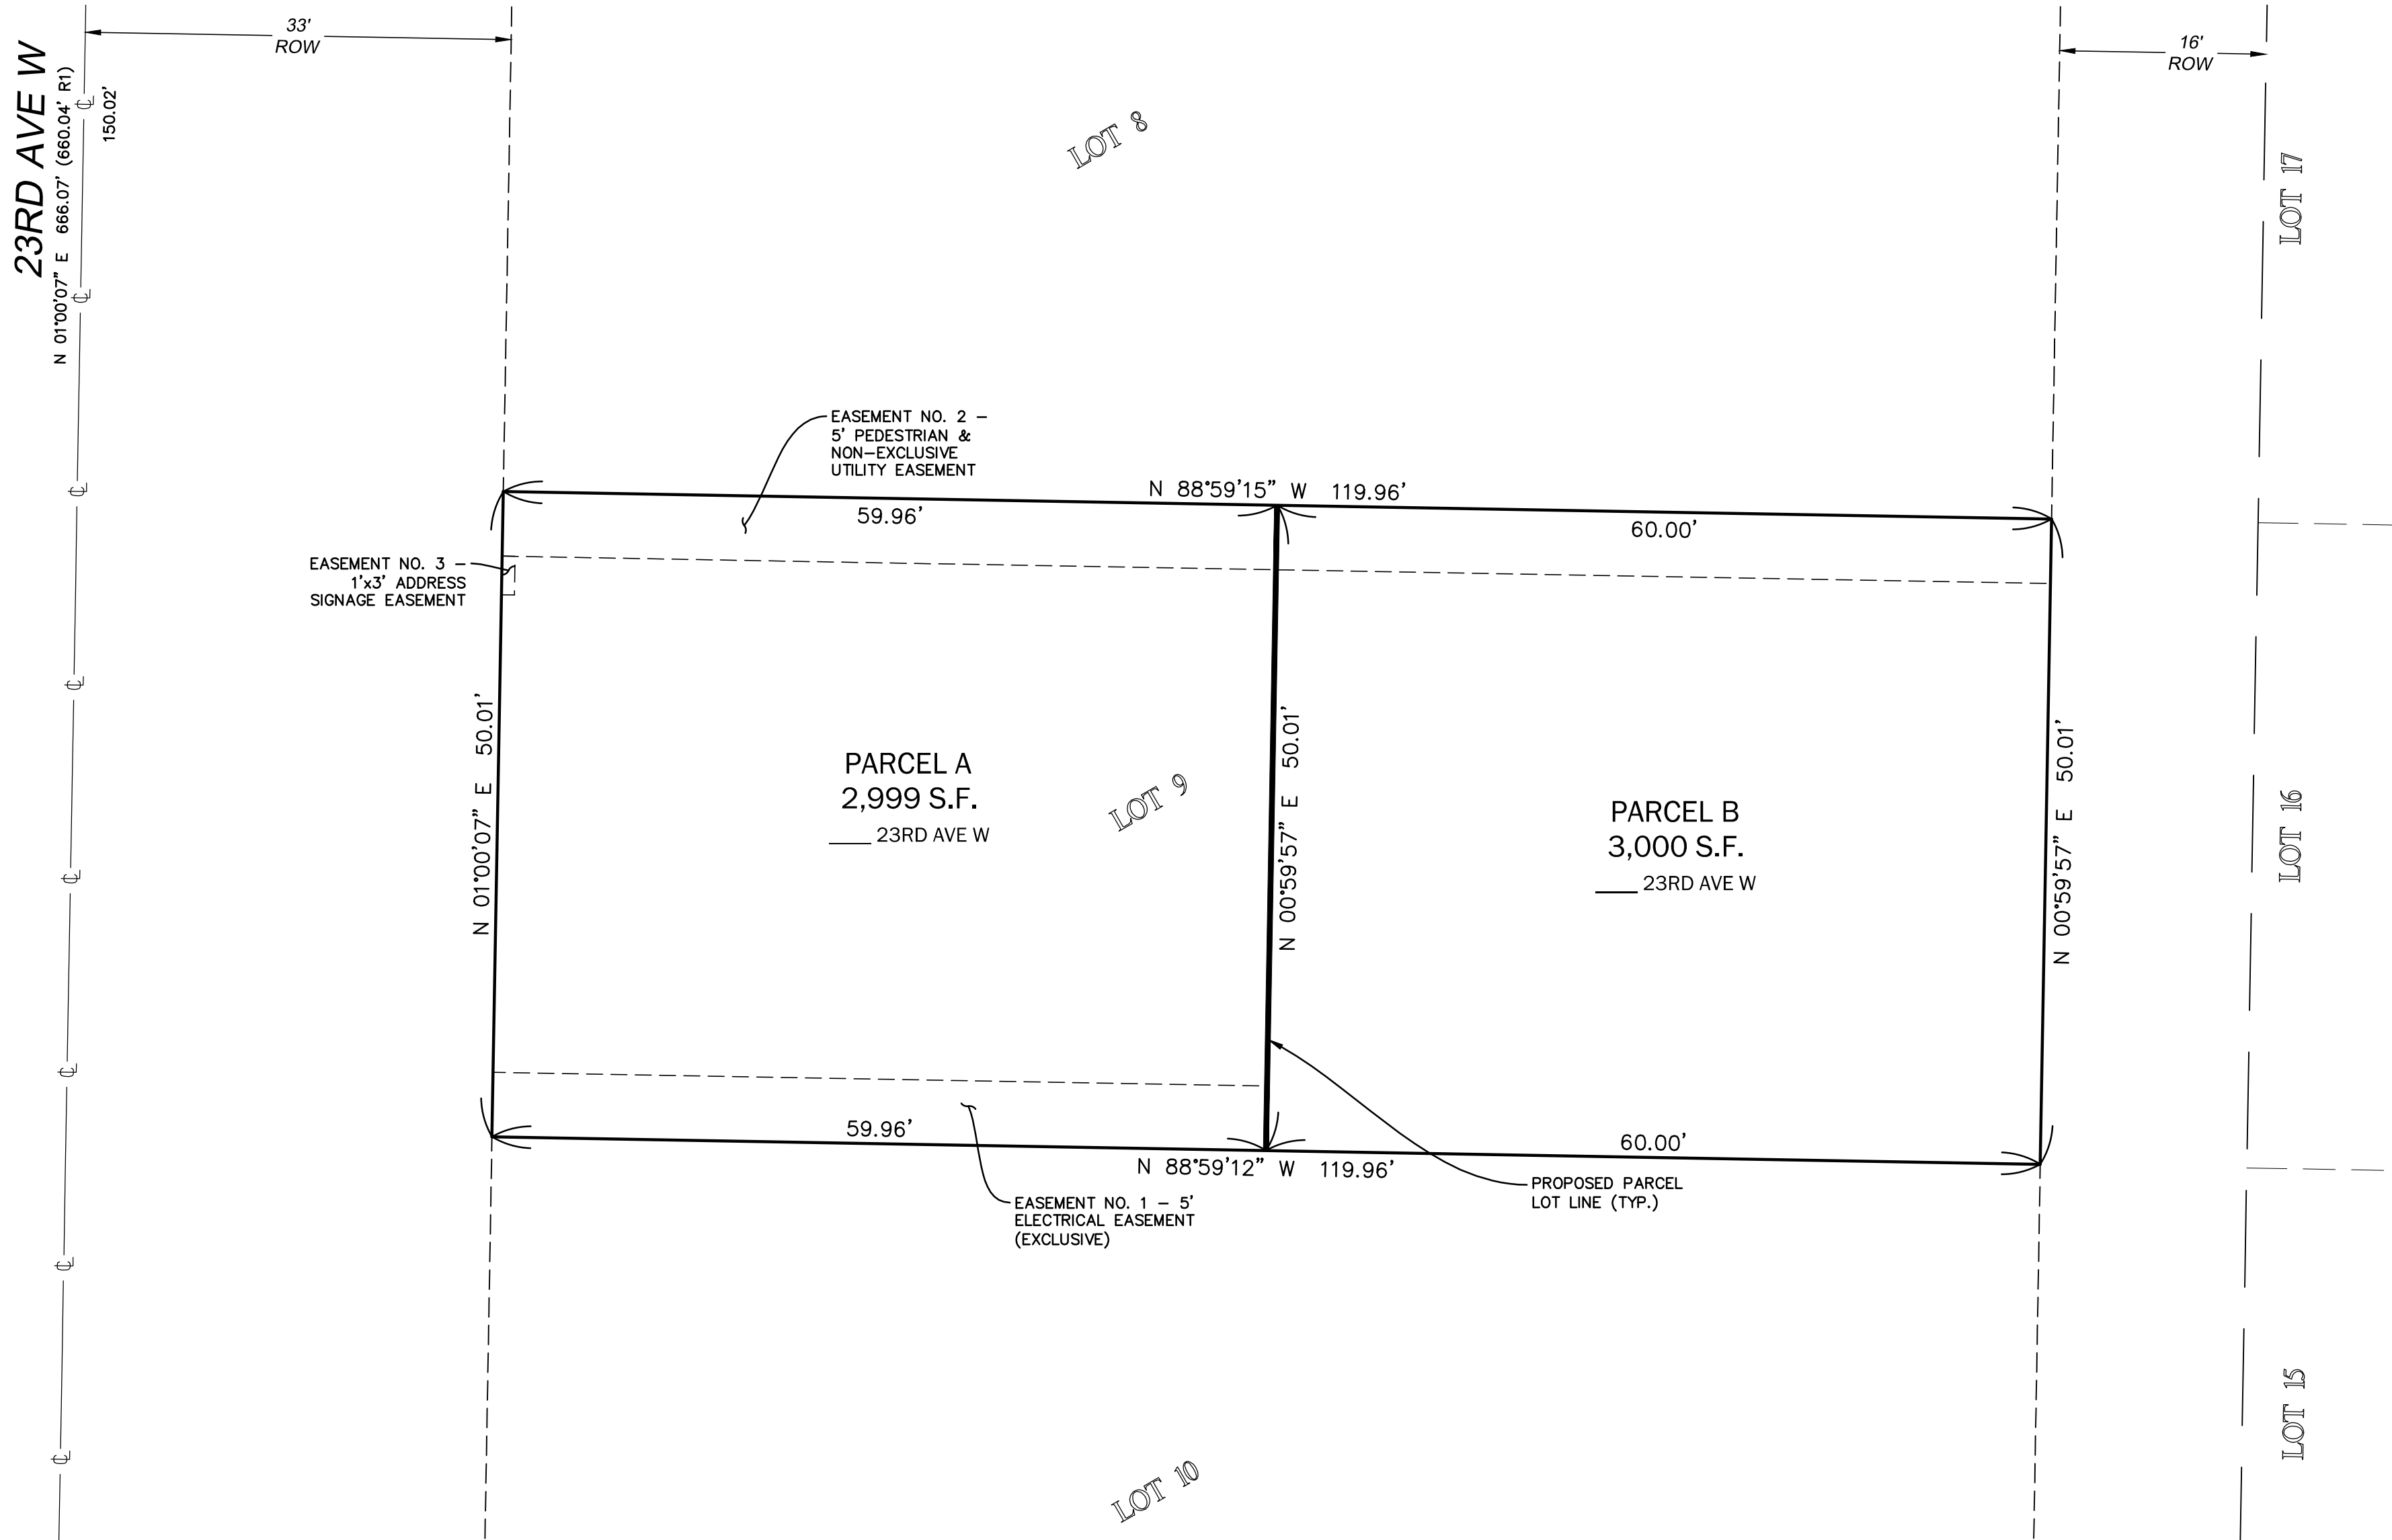 33'
ROW
16'
ROW
23RD AVE W
N 01°00'07" E 666.07' (660.04' R1)
150.02'
LOT 8
LOT 17
EASEMENT NO. 2 –
5' PEDESTRIAN &
NON–EXCLUSIVE
UTILITY EASEMENT
N 88°59'15" W 119.96'
59.96'
60.00'
EASEMENT NO. 3 –
1'x3' ADDRESS
SIGNAGE EASEMENT
N 01°00'07" E 50.01'
PARCEL A
2,999 S.F.
____ 23RD AVE W
LOT 9
N 00°59'57" E 50.01'
PARCEL B
3,000 S.F.
____ 23RD AVE W
N 00°59'57" E 50.01'
LOT 16
59.96'
60.00'
N 88°59'12" W 119.96'
EASEMENT NO. 1 – 5'
ELECTRICAL EASEMENT
(EXCLUSIVE)
PROPOSED PARCEL
LOT LINE (TYP.)
LOT 15
LOT 10